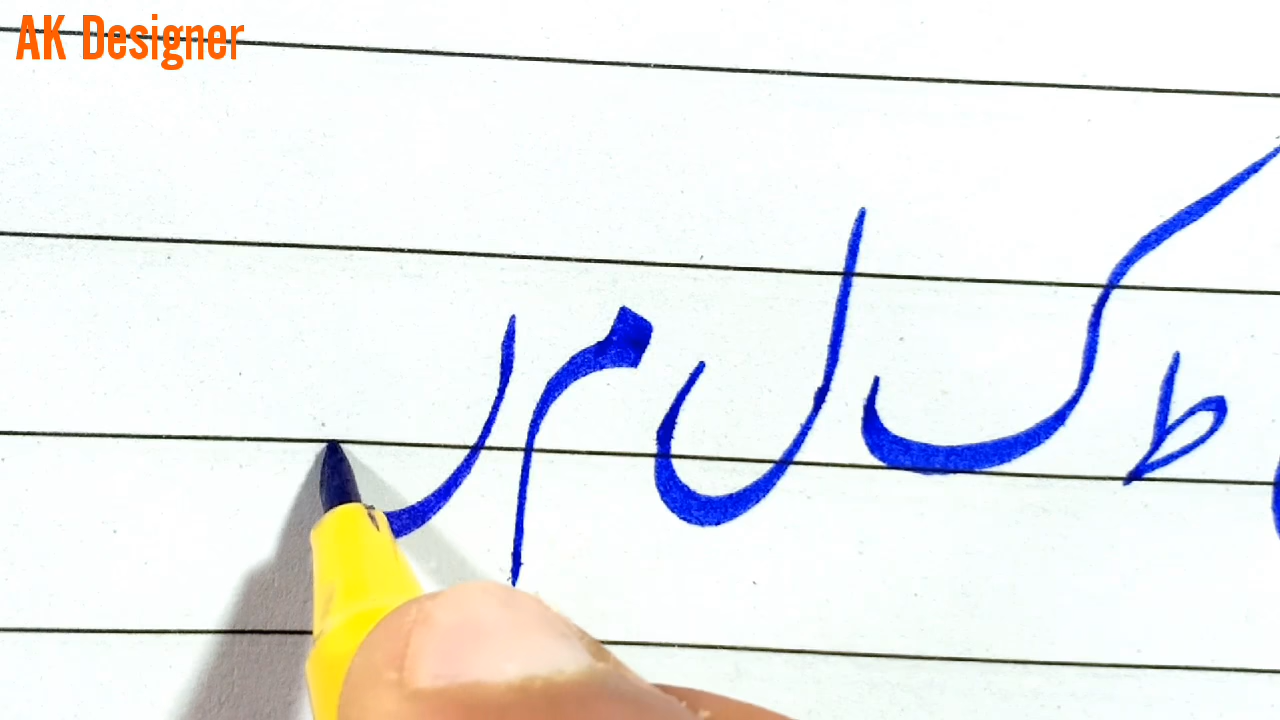 AK Designer
ط ک ل م ں